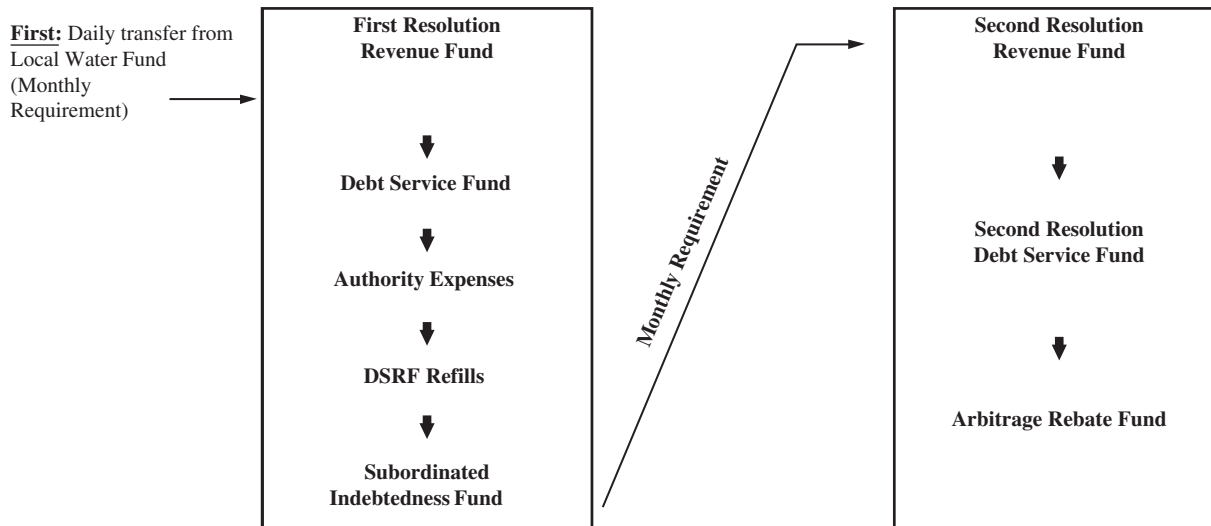 First: Daily transfer from
Local Water Fund
(Monthly
Requirement)
First Resolution
Revenue Fund
Debt Service Fund
Authority Expenses
DSRF Refills
Subordinated
Indebtedness Fund
Monthly Requirement
Second Resolution
Revenue Fund
Second Resolution
Debt Service Fund
Arbitrage Rebate Fund